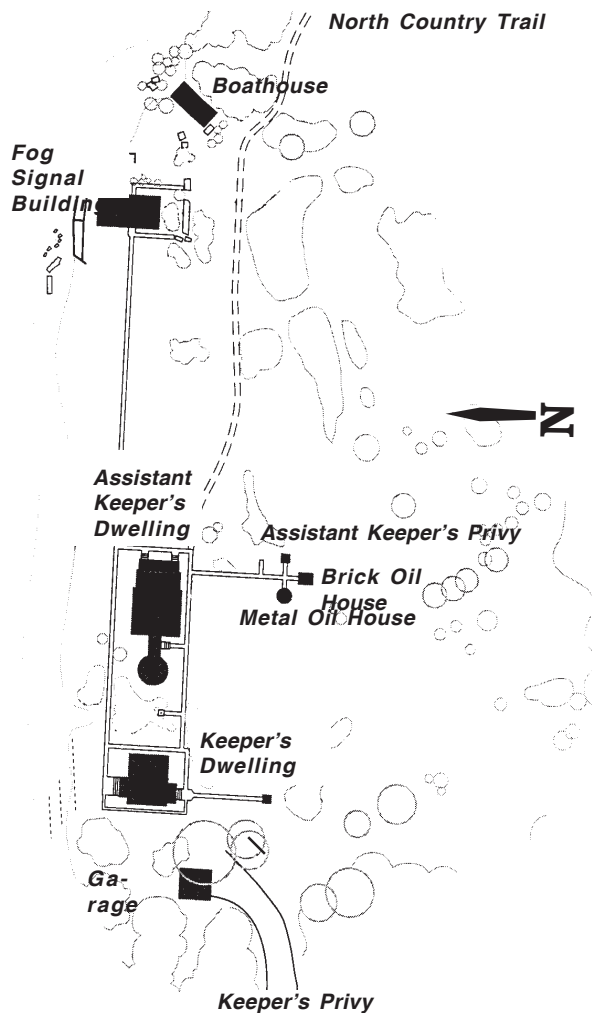 North Country Trail
Boathouse
Fog
Signal
Building
N
Assistant
Keeper's
Dwelling
Assistant Keeper's Privy
Brick Oil
House
Metal Oil House
Keeper's
Dwelling
Ga-
rage
Keeper's Privy